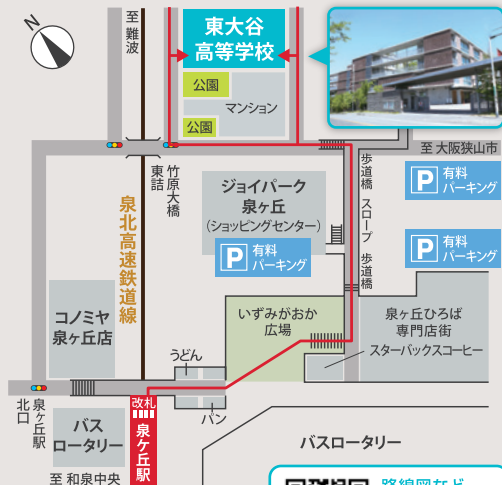 N
至難波
東大谷
高等学校
公園
マンション
公園
至 大阪狭山市
竹原大橋
東詰
歩道橋 スロープ 歩道橋
P 有料
パーキング
ジョイパーク
泉ヶ丘
(ショッピングセンター)
P 有料
パーキング
P 有料
パーキング
泉北高速鉄道線
いずみがおか
広場
泉ヶ丘ひろば
専門店街
スターバックスコーヒー
コノミヤ
泉ヶ丘店
うどん
パン
改札
泉ケ丘駅
泉ケ丘駅
北口
バス
ロータリー
至 和泉中央
バスロータリー
路線図など